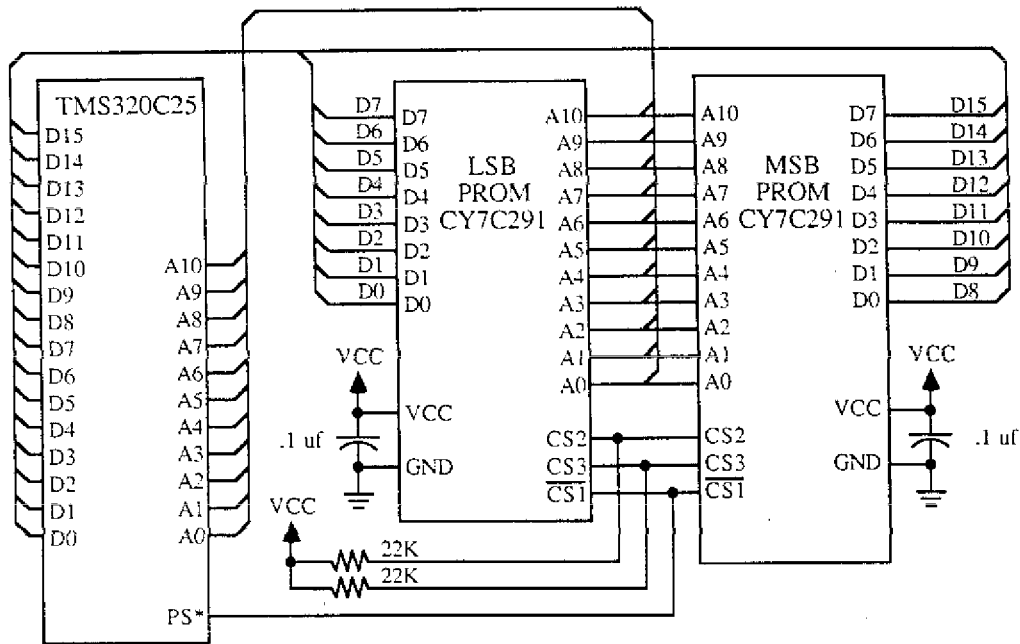 TMS320C25
D15
D14
D13
D12
D11
D10
D9
D8
D7
D6
D5
D4
D3
D2
D1
D0
A10
A9
A8
A7
A6
A5
A4
A3
A2
A1
A0
PS*
D7
D6
D5
D4
D3
D2
D1
D0
D7
D6
D5
D4
D3
D2
D1
D0
LSB
PROM
CY7C291
A10
A9
A8
A7
A6
A5
A4
A3
A2
A1
A0
VCC
VCC
.1 uf
GND
CS2
CS3
CS1
VCC
22K
22K
A10
A9
A8
A7
A6
A5
A4
A3
A2
A1
A0
MSB
PROM
CY7C291
D7
D6
D5
D4
D3
D2
D1
D0
D15
D14
D13
D12
D11
D10
D9
D8
CS2
CS3
CS1
VCC
VCC
GND
.1 uf